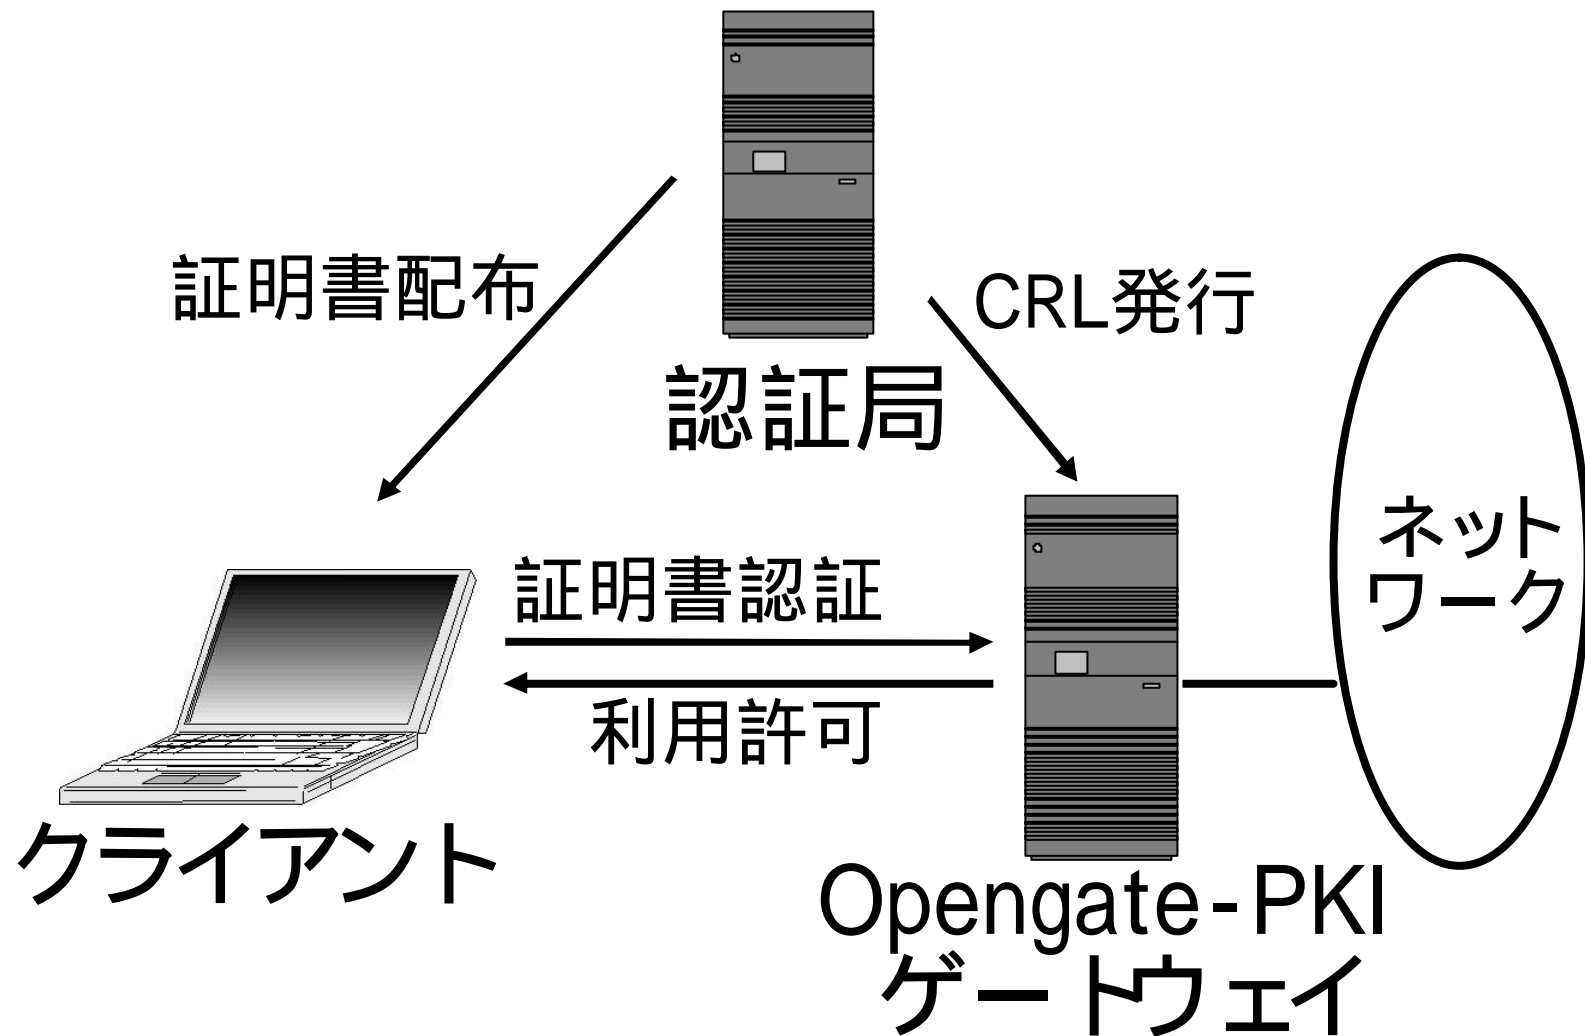 証明書配布
CRL発行
認証局
ネット
ワーク
証明書認証
利用許可
クライアント
Opengate-PKI
ゲートウェイ